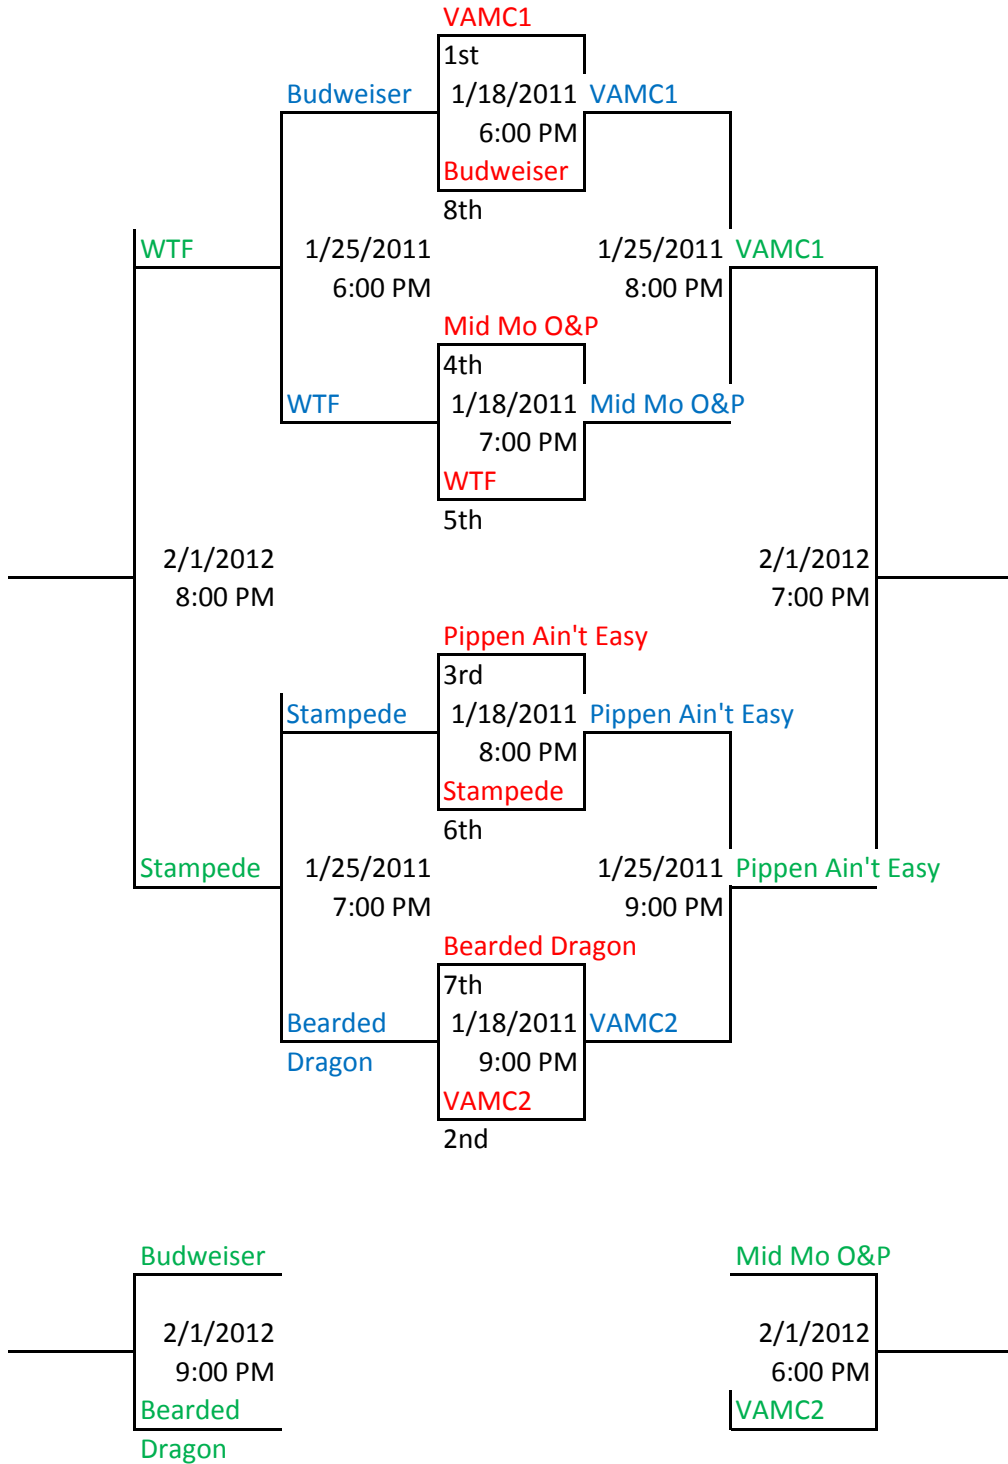 VAMC1
1st
Budweiser 1/18/2011 VAMC1
6:00 PM
Budweiser
8th
WTF 1/25/2011 1/25/2011 VAMC1
6:00 PM 8:00 PM
Mid Mo O&P
4th
WTF 1/18/2011 Mid Mo O&P
7:00 PM
WTF
5th
2/1/2012 2/1/2012
8:00 PM 7:00 PM
Pippen Ain't Easy
3rd
Stampede 1/18/2011 Pippen Ain't Easy
8:00 PM
Stampede
6th
Stampede 1/25/2011 1/25/2011 Pippen Ain't Easy
7:00 PM 9:00 PM
Bearded Dragon
7th
Bearded 1/18/2011 VAMC2
Dragon 9:00 PM
VAMC2
2nd
Budweiser Mid Mo O&P
2/1/2012 2/1/2012
9:00 PM 6:00 PM
Bearded VAMC2
Dragon